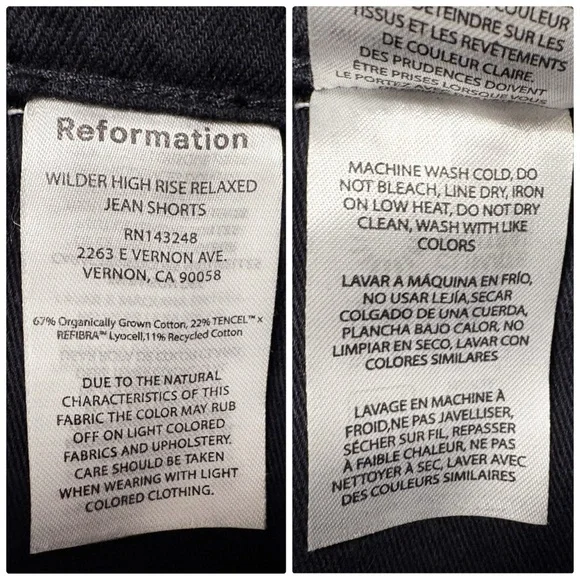 Reformation
WILDER HIGH RISE RELAXED
JEAN SHORTS
RN143248
2263 E VERNON AVE.
VERNON, CA 90058
67% Organically Grown Cotton, 22% TENCEL™ x
REFIBRA™ Lyocell, 11% Recycled Cotton
DUE TO THE NATURAL
CHARACTERISTICS OF THIS
FABRIC THE COLOR MAY RUB
OFF ON LIGHT COLORED
FABRICS AND UPHOLSTERY.
CARE SHOULD BE TAKEN
WHEN WEARING WITH LIGHT
COLORED CLOTHING.
COULEUR
DÉTEINDRE SUR LES
TISSUS ET LES REVÊTEMENTS
DE COULEUR CLAIRE.
DES PRUDENCES DOIVENT
ÊTRE PRISES LORSQUE VOUS
LE PORTEZ AVEC
MACHINE WASH COLD, DO
NOT BLEACH, LINE DRY, IRON
ON LOW HEAT, DO NOT DRY
CLEAN, WASH WITH LIKE
COLORS
LAVAR A MÁQUINA EN FRÍO,
NO USAR LEJÍA,SECAR
COLGADO DE UNA CUERDA,
PLANCHA BAJO CALOR, NO
LIMPIAR EN SECO, LAVAR CON
COLORES SIMILARES
LAVAGE EN MACHINE À
FROID,NE PAS JAVELLISER,
SÉCHER SUR FIL, REPASSER
À FAIBLE CHALEUR, NE PAS
NETTOYER À SEC, LAVER AVEC
DES COULEURS SIMILAIRES